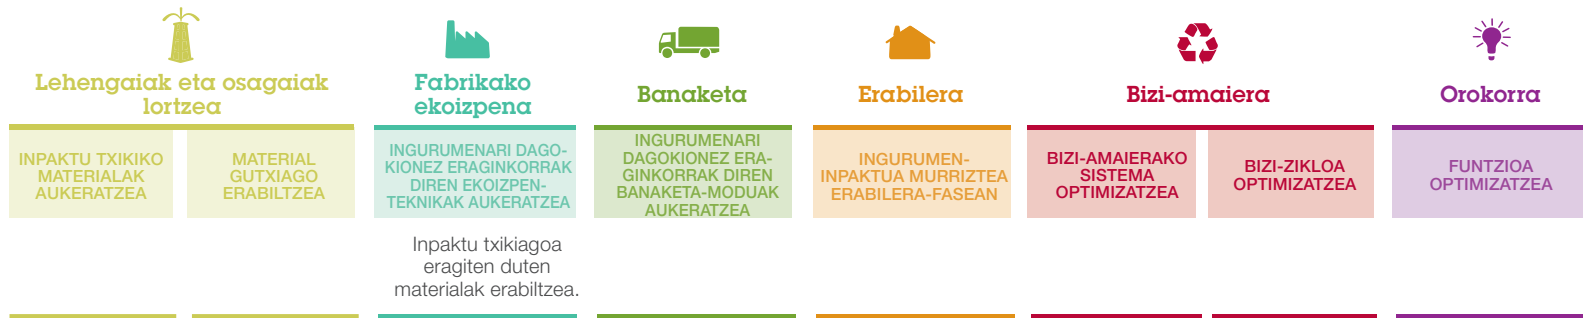 Lehengaiak eta osagaiak
lortzea
Fabrikako
ekoizpena
Banaketa
Erabilera
Bizi-amaiera
Orokorra
INPAKTU TXIKIKO
MATERIALAK
AUKERATZEA
MATERIAL
GUTXIAGO
ERABILTZEA
INGURUMENARI DAGO-
KIONEZ ERAGINKORRAK
DIREN EKOIZPEN-
TEKNIKAK AUKERATZEA
INGURUMENARI
DAGOKIONEZ ERA-
GINKORRAK DIREN
BANAKETA-MODUAK
AUKERATZEA
INGURUMEN-
INPAKTUA MURRIZTEA
ERABILERA-FASEAN
BIZI-AMAIERAKO
SISTEMA
OPTIMIZATZEA
BIZI-ZIKLOA
OPTIMIZATZEA
FUNTZIOA
OPTIMIZATZEA
Inpaktu txikiagoa
eragiten duten
materialak erabiltzea.